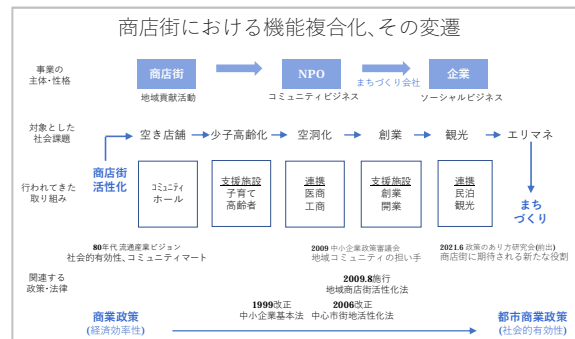 商店街における機能複合化、その変遷
事業の
主体・性格
商店街
NPO
企業
まちづくり会社
地域貢献活動
コミュニティビジネス
ソーシャルビジネス
対象とした
社会課題
空き店舗
少子高齢化
空洞化
創業
観光
エリマネ
商店街
活性化
行われてきた
取り組み
コミュニティ
ホール
支援施設
子育て
高齢者
連携
医商
工商
支援施設
創業
開業
連携
民泊
観光
まち
づくり
80年代 流通産業ビジョン
社会的有効性、コミュニティマート
2009 中小企業政策審議会
地域コミュニティの担い手
2021.6 政策のあり方研究会(前出)
商店街に期待される新たな役割
関連する
政策・法律
2009.8施行
地域商店街活性化法
1999改正
中小企業基本法
2006改正
中心市街地活性化法
商業政策
(経済効率性)
都市商業政策
(社会的有効性)